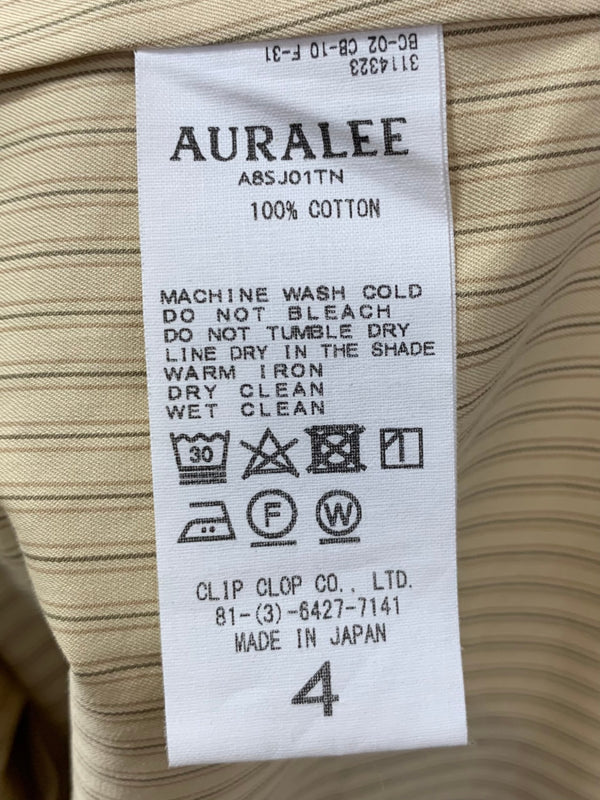 3114323
BC-02 CB-10 F-31
AURALEE
A8SJ01TN
100% COTTON
MACHINE WASH COLD
DO NOT BLEACH
DO NOT TUMBLE DRY
LINE DRY IN THE SHADE
WARM IRON
DRY CLEAN
WET CLEAN
30
F W
CLIP CLOP CO., LTD.
81-(3)-6427-7141
MADE IN JAPAN
4